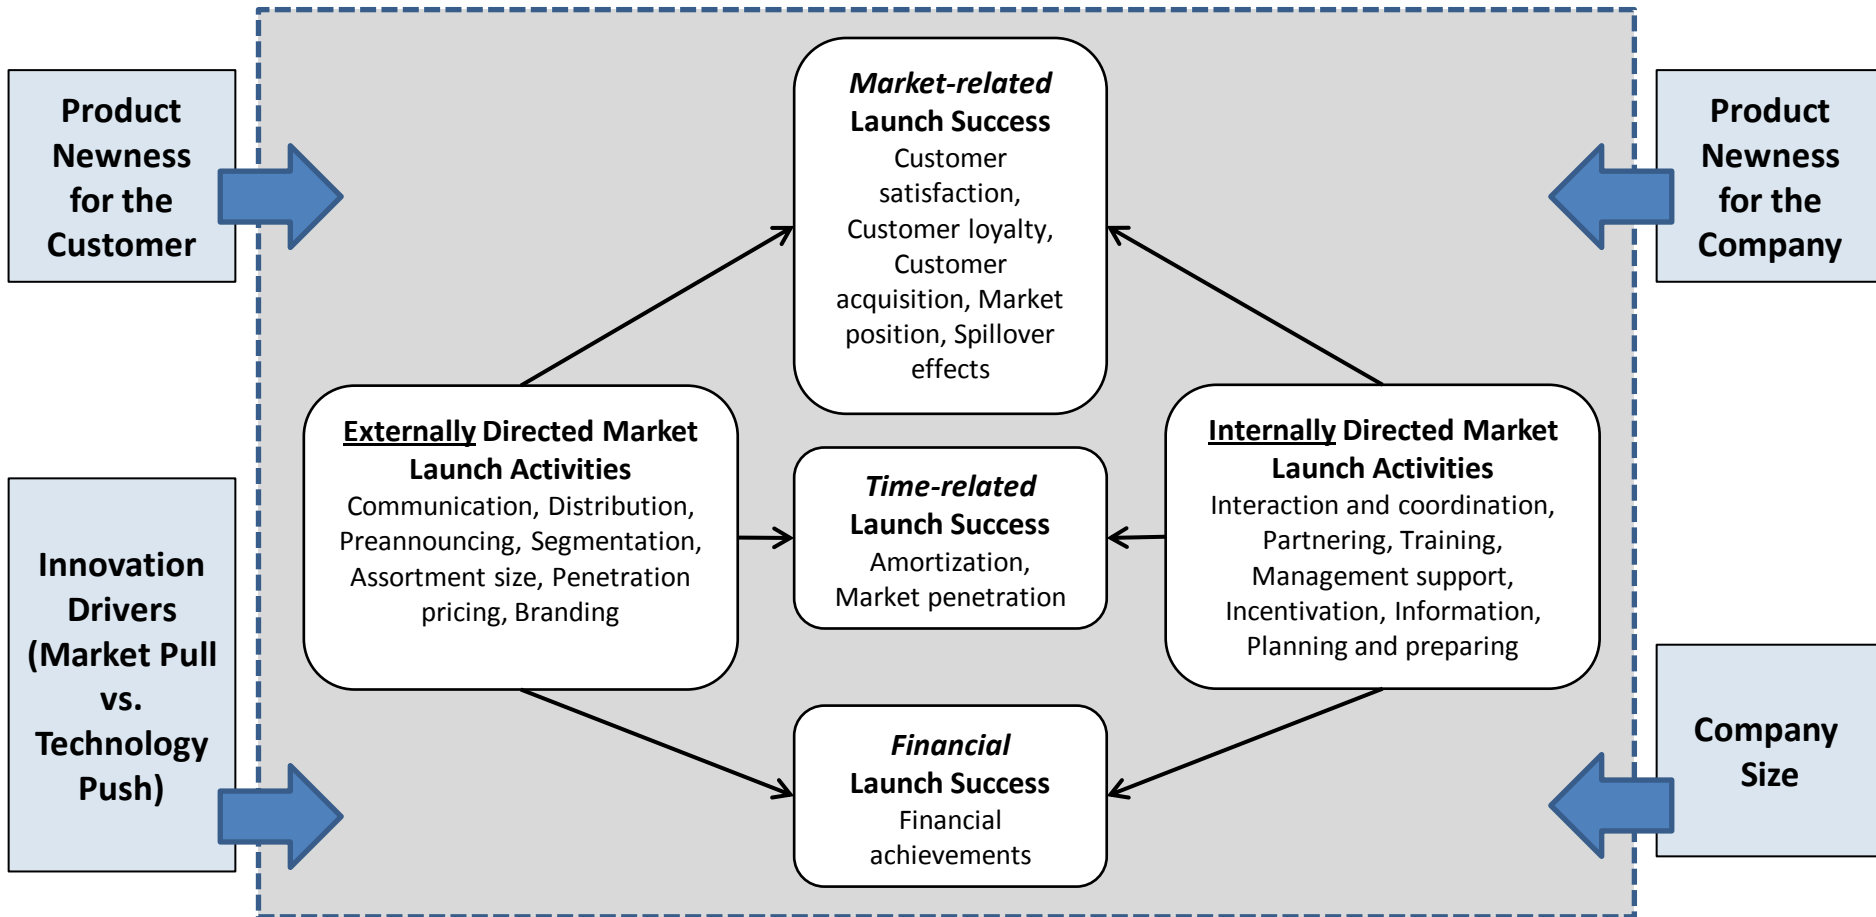 Product
Newness
for the
Customer
Innovation
Drivers
(Market Pull
vs.
Technology
Push)
Market-related
Launch Success
Customer
satisfaction,
Customer loyalty,
Customer
acquisition, Market
position, Spillover
effects
Externally Directed Market
Launch Activities
Communication, Distribution,
Preannouncing, Segmentation,
Assortment size, Penetration
pricing, Branding
Time-related
Launch Success
Amortization,
Market penetration
Internally Directed Market
Launch Activities
Interaction and coordination,
Partnering, Training,
Management support,
Incentivation, Information,
Planning and preparing
Financial
Launch Success
Financial
achievements
Product
Newness
for the
Company
Company
Size